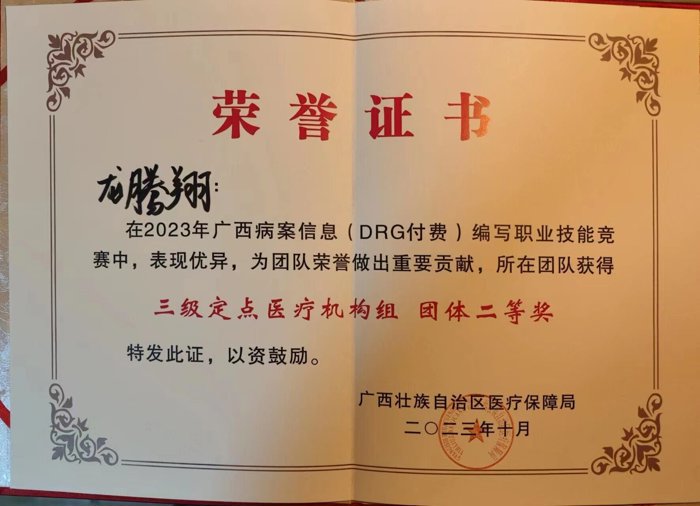 荣誉证书
龙腾翔：
在2023年广西病案信息（DRG付费）编写职业技能竞
赛中，表现优异，为团队荣誉做出重要贡献，所在团队获得
三级定点医疗机构组 团体二等奖
特发此证，以资鼓励。
广西壮族自治区医疗保障局
二〇二三年十月